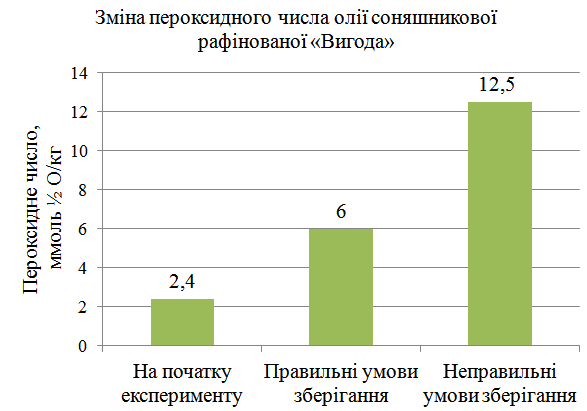 Зміна пероксидного числа олії соняшникової
рафінованої «Вигода»
Пероксидне число,
ммоль ½ О/кг
14
12
10
8
6
4
2
0
2,4
6
12,5
На початку
експерименту
Правильні умови
зберігання
Неправильні
умови зберігання